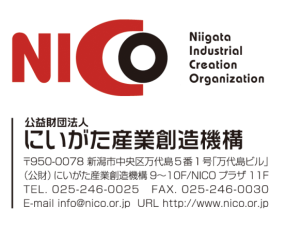 NICO
Niigata
Industrial
Creation
Organization
公益財団法人
にいがた産業創造機構
〒950-0078 新潟市中央区万代島5番1号「万代島ビル」
(公財)にいがた産業創造機構 9〜10F/NICO プラザ 11F
TEL. 025-246-0025 FAX. 025-246-0030
E-mail info@nico.or.jp URL http://www.nico.or.jp